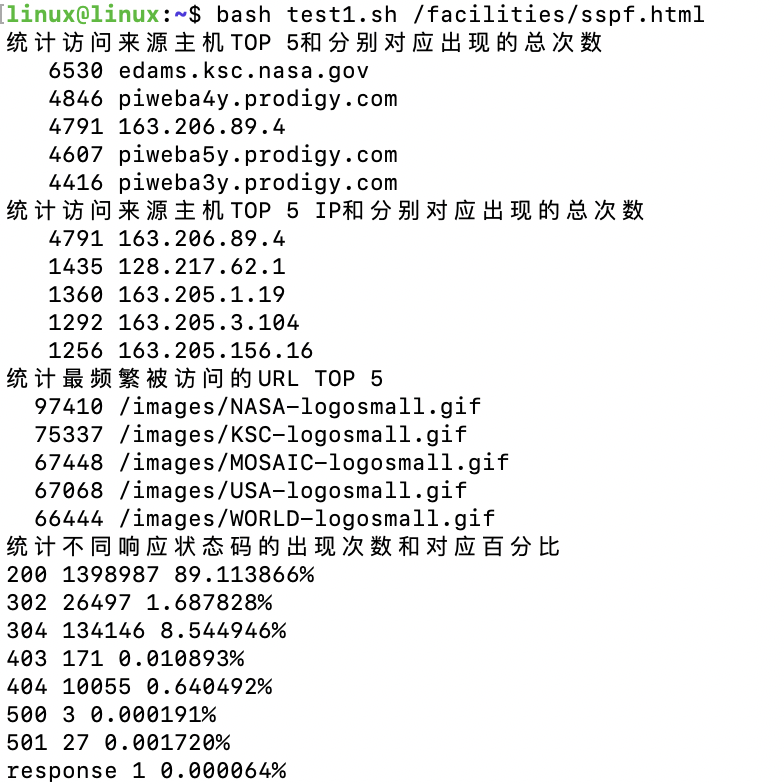 linux@linux:~$ bash test1.sh /facilities/sspf.html
统计访问来源主机TOP 5和分别对应出现的总次数
6530 edams.ksc.nasa.gov
4846 piweba4y.prodigy.com
4791 163.206.89.4
4607 piweba5y.prodigy.com
4416 piweba3y.prodigy.com
统计访问来源主机TOP 5 IP和分别对应出现的总次数
4791 163.206.89.4
1435 128.217.62.1
1360 163.205.1.19
1292 163.205.3.104
1256 163.205.156.16
统计最频繁被访问的URL TOP 5
97410 /images/NASA-logosmall.gif
75337 /images/KSC-logosmall.gif
67448 /images/MOSAIC-logosmall.gif
67068 /images/USA-logosmall.gif
66444 /images/WORLD-logosmall.gif
统计不同响应状态码的出现次数和对应百分比
200 1398987 89.113866%
302 26497 1.687828%
304 134146 8.544946%
403 171 0.010893%
404 10055 0.640492%
500 3 0.000191%
501 27 0.001720%
response 1 0.000064%